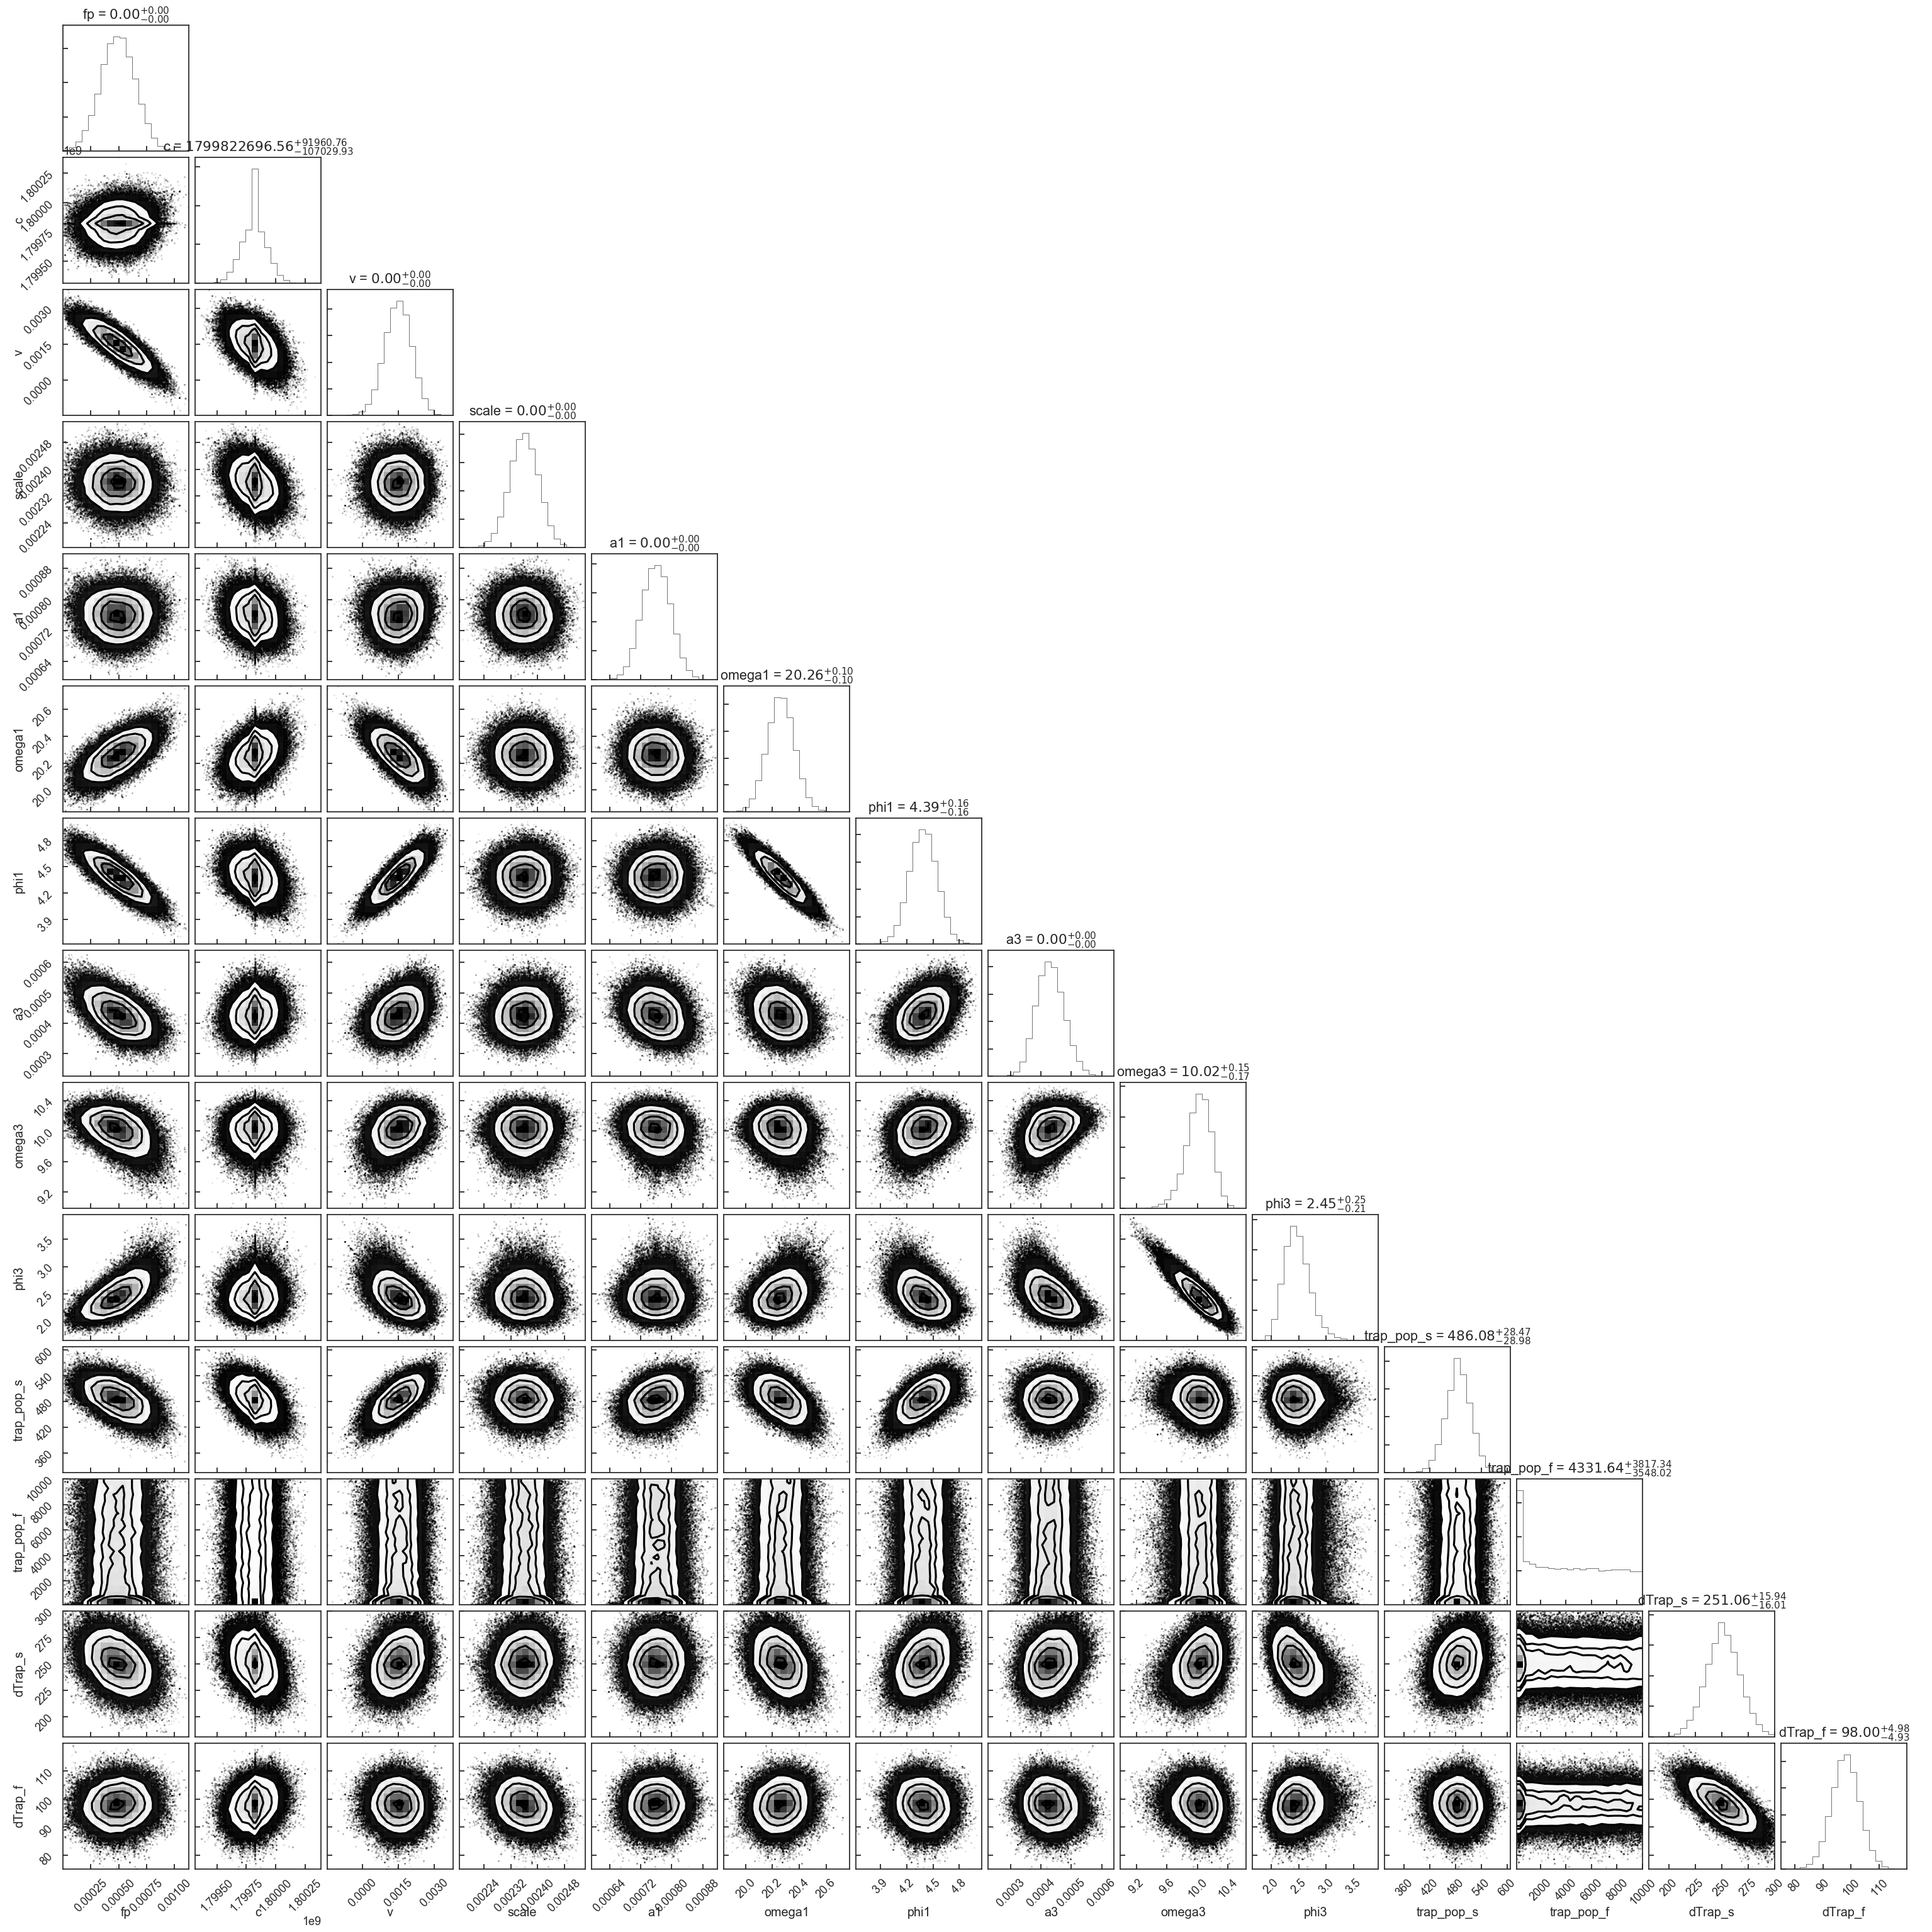 fp = 0.00+0.00−0.00
1e9
c = 1799822696.56+91960.76−107029.93
1.80025
1.80000
1.79975
1.79950
c
v = 0.00+0.00−0.00
0.0030
0.0015
0.0000
v
scale = 0.00+0.00−0.00
0.00248
0.00240
0.00232
0.00224
scale
a1 = 0.00+0.00−0.00
0.00088
0.00080
0.00072
0.00064
a1
omega1 = 20.26+0.10−0.10
20.6
20.4
20.2
20.0
omega1
phi1 = 4.39+0.16−0.16
4.8
4.5
4.2
3.9
phi1
a3 = 0.00+0.00−0.00
0.0006
0.0005
0.0004
0.0003
a3
omega3 = 10.02+0.15−0.17
10.4
10.0
9.6
9.2
omega3
phi3 = 2.45+0.25−0.21
3.5
3.0
2.5
2.0
phi3
trap_pop_s = 486.08+28.47−28.98
600
540
480
420
360
trap_pop_s
trap_pop_f = 4331.64+3817.34−3548.02
10000
8000
6000
4000
2000
trap_pop_f
dTrap_s = 251.06+15.94−16.01
300
275
250
225
200
dTrap_s
dTrap_f = 98.00+4.98−4.93
110
100
90
80
dTrap_f
0.00025 0.00050 0.00075 0.00100
1.79950 1.79975 1.80000 1.80025
0.0000 0.0015 0.0030
0.00224 0.00232 0.00240 0.00248
0.00064 0.00072 0.00080 0.00088
20.0 20.2 20.4 20.6
3.9 4.2 4.5 4.8
0.0003 0.0004 0.0005 0.0006
9.2 9.6 10.0 10.4
2.0 2.5 3.0 3.5
360 420 480 540 600
2000 4000 6000 8000 10000
200 225 250 275 300
80 90 100 110
fp c v scale a1 omega1 phi1 a3 omega3 phi3 trap_pop_s trap_pop_f dTrap_s dTrap_f
1e9